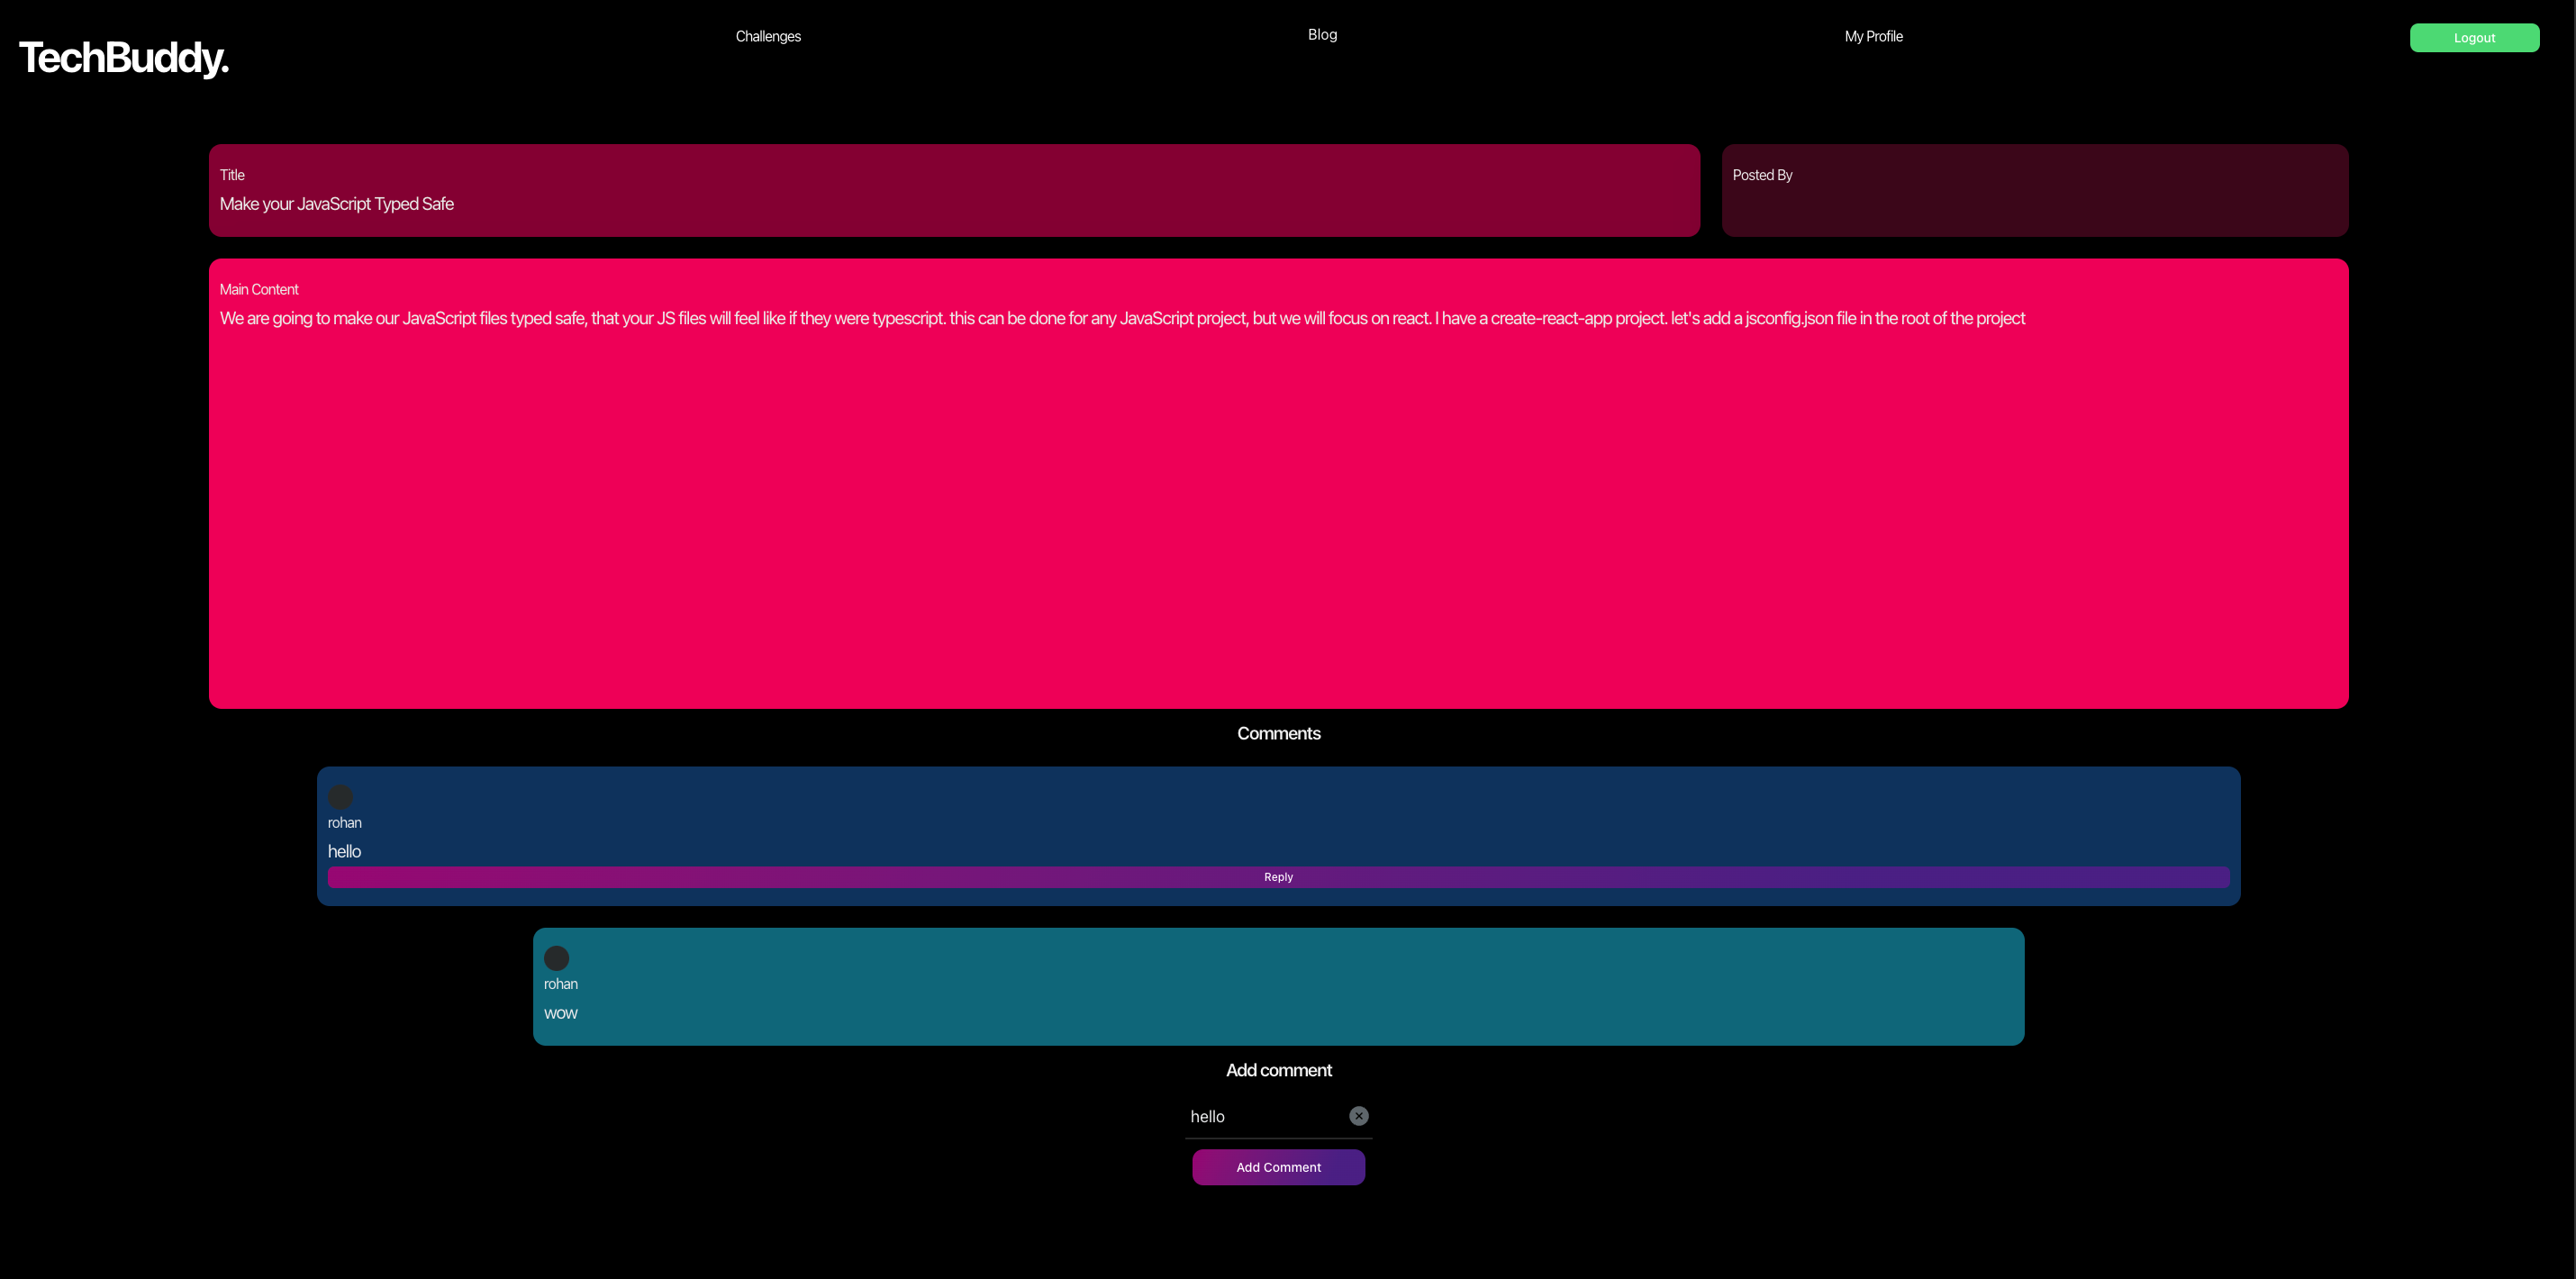 TechBuddy.
Challenges
Blog
My Profile
Logout
Title
Make your JavaScript Typed Safe
Posted By
Main Content
We are going to make our JavaScript files typed safe, that your JS files will feel like if they were typescript. this can be done for any JavaScript project, but we will focus on react. I have a create-react-app project. let's add a jsconfig.json file in the root of the project
Comments
rohan
hello
Reply
rohan
wow
Add comment
hello
Add Comment